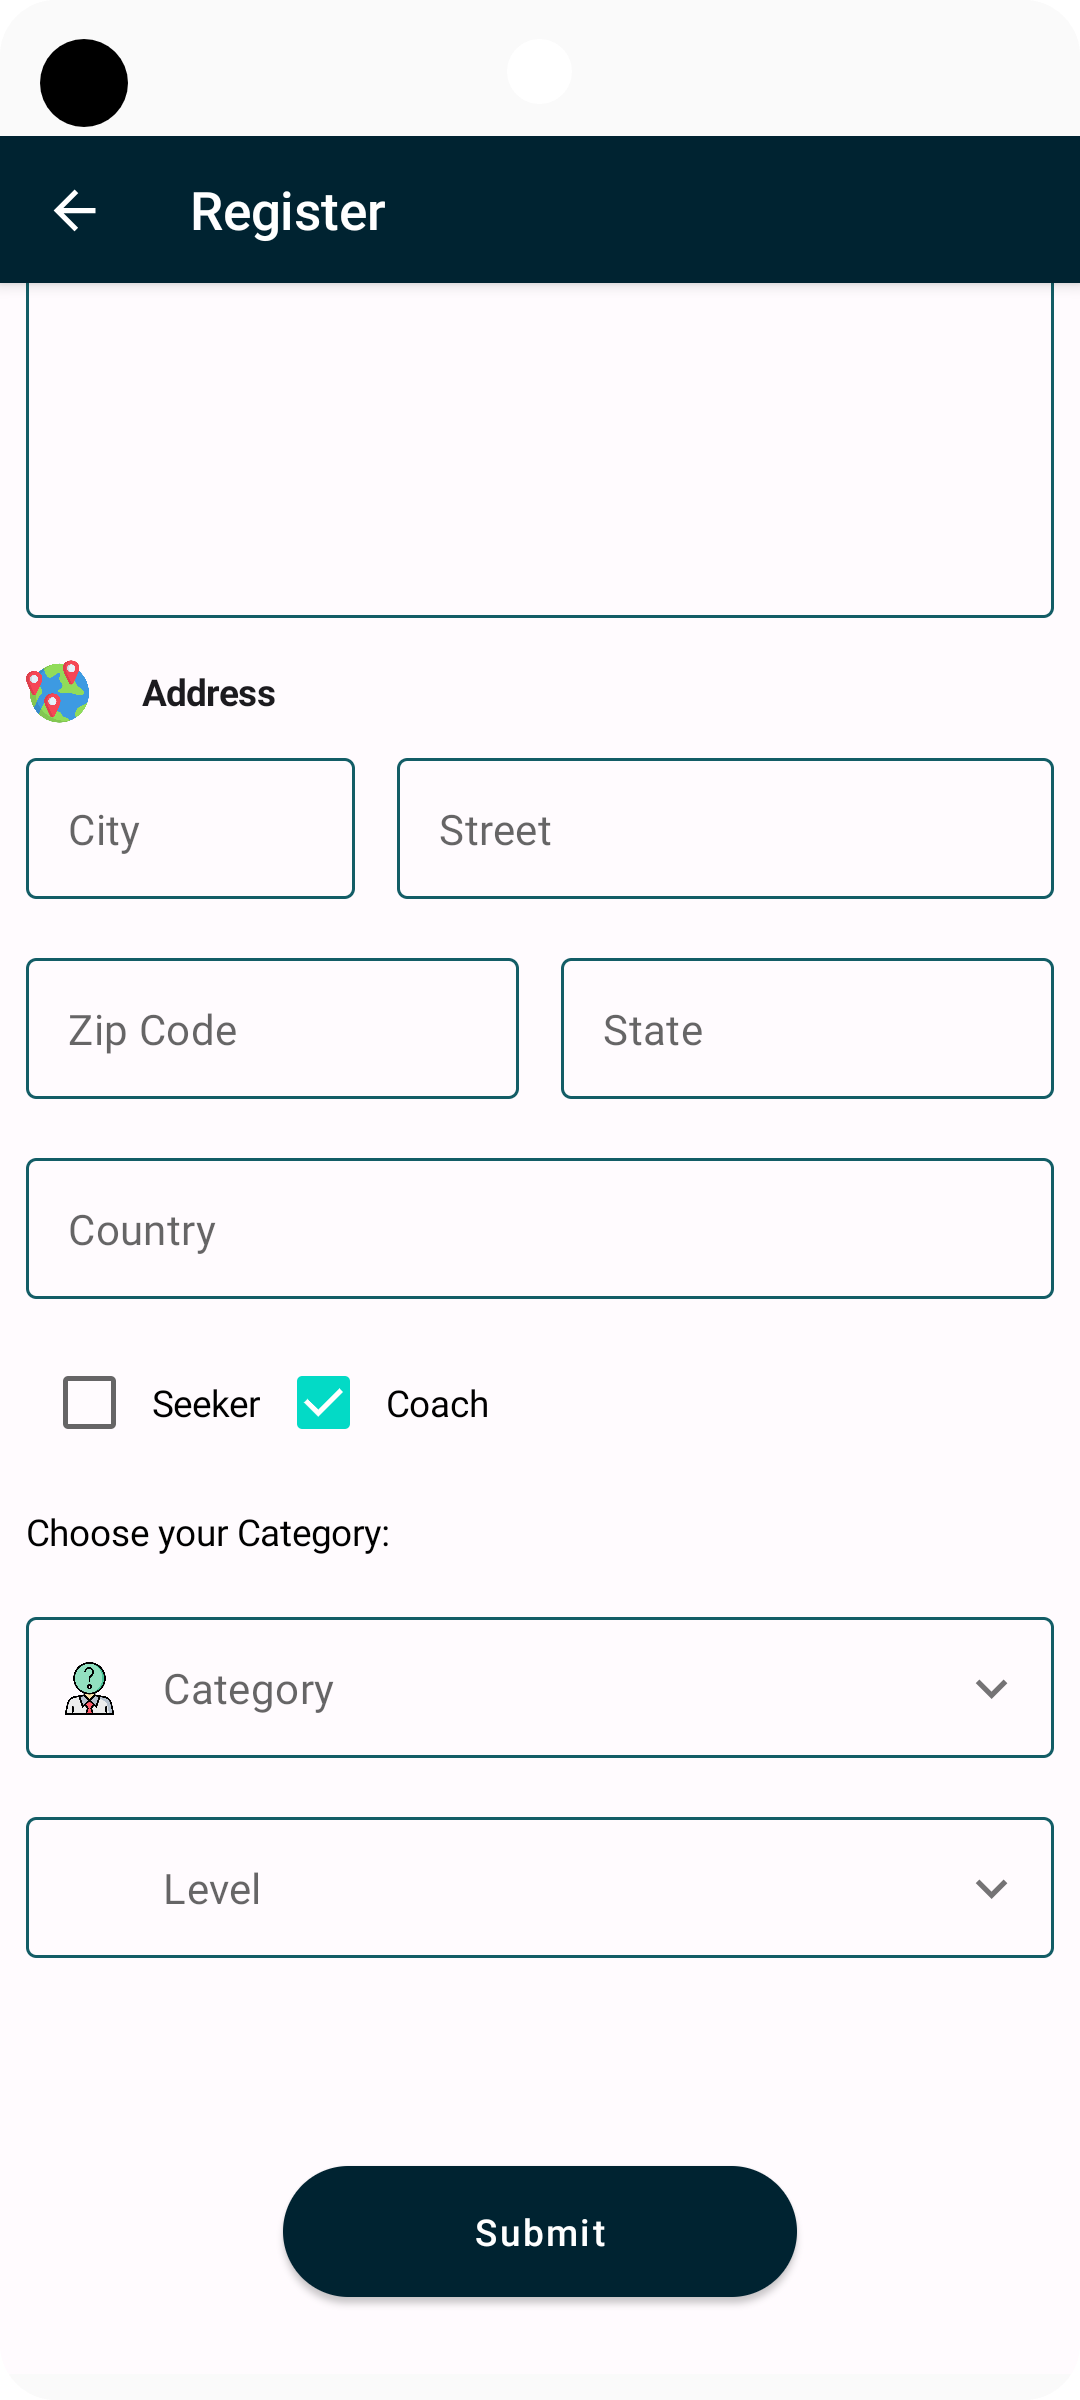 Register
Address
City
Street
Zip Code
State
Country
Seeker
Coach
Choose your Category:
?
Category
Level
Submit